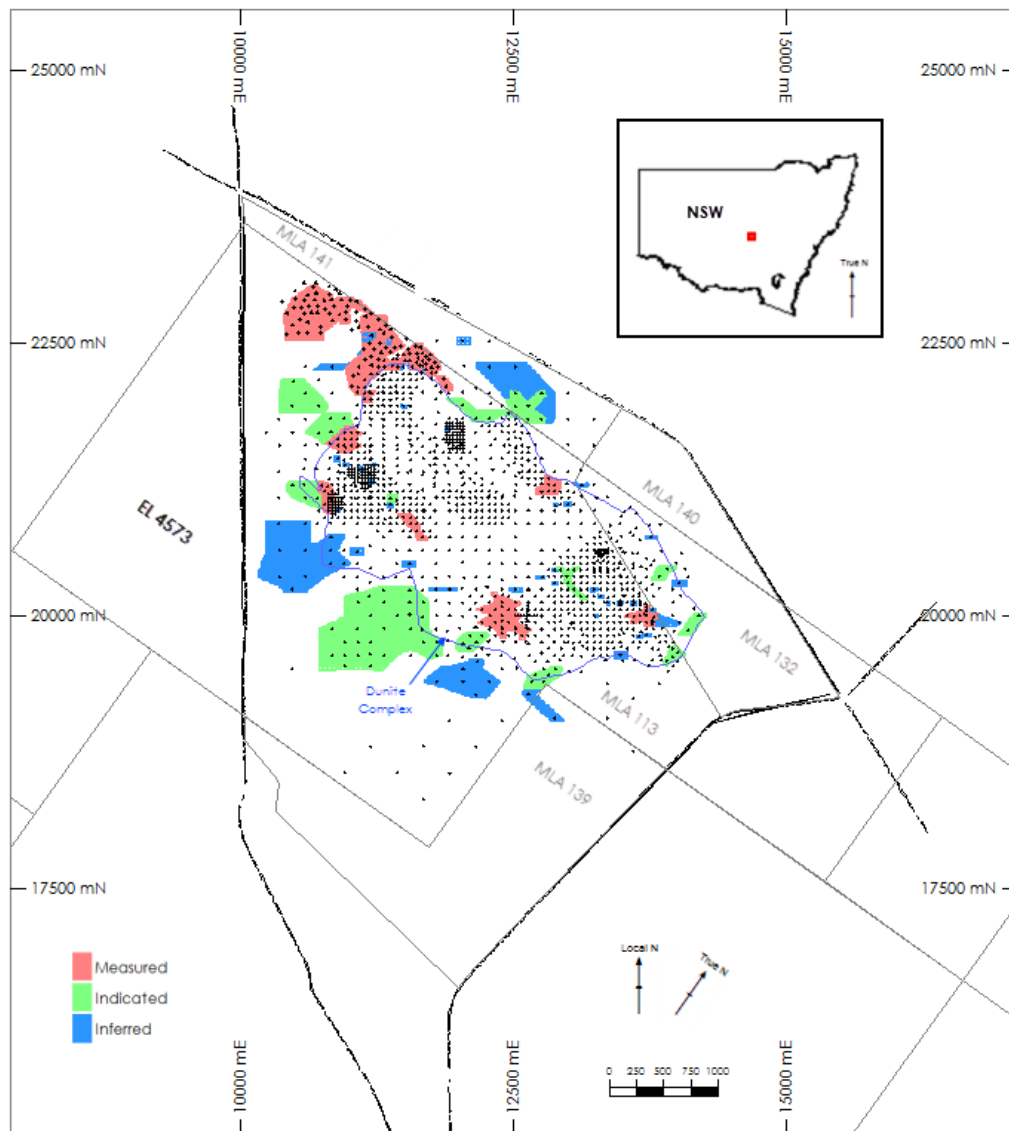 10000 mE
12500 mE
15000 mE
25000 mN
25000 mN
NSW
True N
MLA 141
22500 mN
22500 mN
EL 4573
MLA 140
20000 mN
20000 mN
MLA 132
Dunite
Complex
MLA 113
MLA 139
17500 mN
17500 mN
Measured
Indicated
Inferred
Local N
True N
0 250 500 750 1000
10000 mE
12500 mE
15000 mE